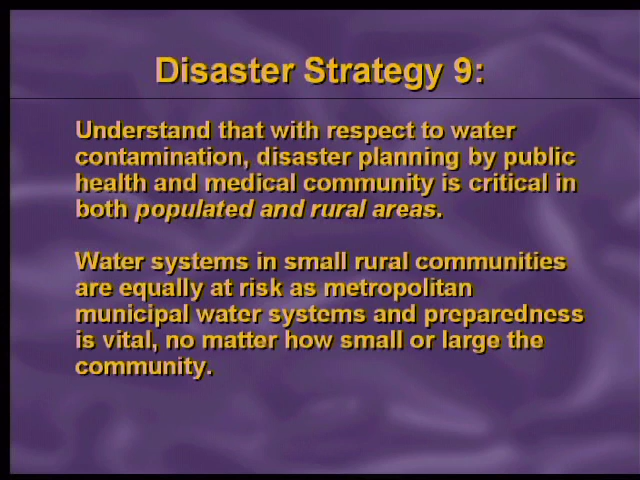 Disaster Strategy 9:
Understand that with respect to water
contamination, disaster planning by public
health and medical community is critical in
both populated and rural areas.
Water systems in small rural communities
are equally at risk as metropolitan
municipal water systems and preparedness
is vital, no matter how small or large the
community.